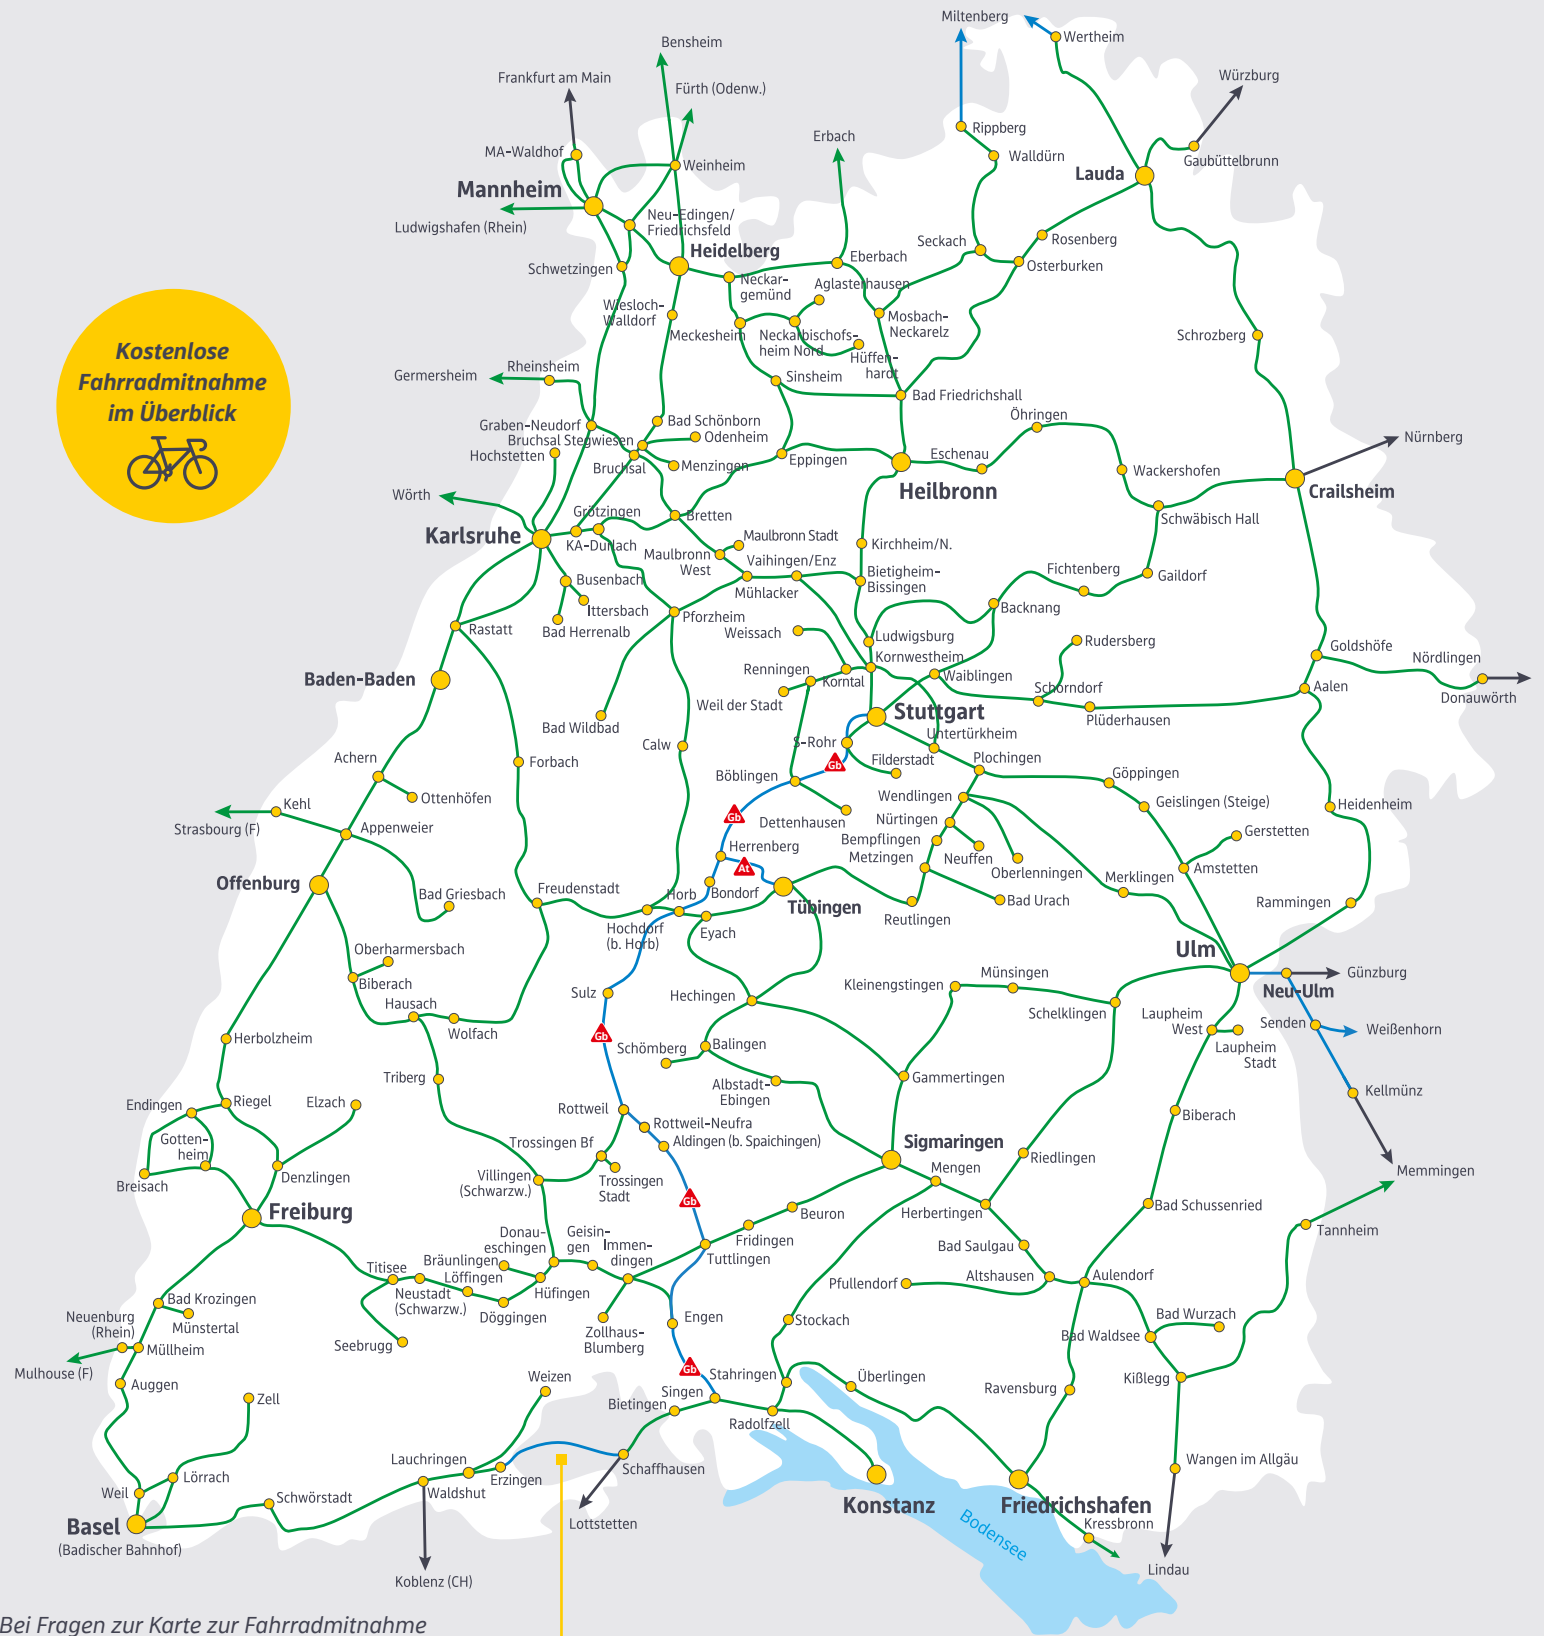 Miltenberg
Wertheim
Bensheim
Würzburg
Frankfurt am Main
Fürth (Odenw.)
Rippberg
Erbach
MA-Waldhof
Walldürn
Gaubüttelbrunn
Weinheim
Lauda
Mannheim
Ludwigshafen (Rhein)
Neu-Edingen/
Friedrichsfeld
Seckach
Rosenberg
Heidelberg
Eberbach
Osterburken
Schwetzingen
Neckar-
gemünd
Aglasterhausen
Wiesloch-
Walldorf
Meckesheim
Neckarbischofs-
heim Nord
Mosbach-
Neckarelz
Schrozberg
Hüffen-
hardt
Kostenlose
Fahrradmitnahme
im Überblick
Germersheim
Rheinsheim
Sinsheim
Bad Friedrichshall
Öhringen
Graben-Neudorf
Bad Schönborn
Bruchsal Stegwiesen
Odenheim
Hochstetten
Bruchsal
Menzingen
Eppingen
Eschenau
Wackershofen
Nürnberg
Heilbronn
Crailsheim
Wörth
Grötzingen
Bretten
Schwäbisch Hall
Karlsruhe
KA-Durlach
Maulbronn Stadt
Maulbronn
West
Vaihingen/Enz
Kirchheim/N.
Mühlacker
Bietigheim-
Bissingen
Fichtenberg
Gaildorf
Busenbach
Ittersbach
Bad Herrenalb
Pforzheim
Backnang
Rastatt
Weissach
Ludwigsburg
Rudersberg
Kornwestheim
Goldshöfe
Nördlingen
Donauwörth
Baden-Baden
Renningen
Korntal
Waiblingen
Weil der Stadt
Schorndorf
Aalen
Plüderhausen
Bad Wildbad
Stuttgart
Untertürkheim
Calw
S-Rohr
Filderstadt
Plochingen
Achern
Forbach
Gb
Böblingen
Göppingen
Ottenhöfen
Wendlingen
Geislingen (Steige)
Heidenheim
Kehl
Strasbourg (F)
Appenweier
Gb
Dettenhausen
Nürtingen
Gerstetten
Bempflingen
Neuffen
Herrenberg
Metzingen
Oberlenningen
Amstetten
At
Offenburg
Bad Griesbach
Freudenstadt
Horb
Bondorf
Tübingen
Bad Urach
Merklingen
Rammingen
Hochdorf
(b. Horb)
Eyach
Reutlingen
Oberharmersbach
Biberach
Ulm
Günzburg
Neu-Ulm
Sulz
Hechingen
Kleinengstingen
Münsingen
Schelklingen
Hausach
Wolfach
Laupheim
West
Senden
Weißenhorn
Laupheim
Stadt
Herbolzheim
Gb
Schömberg
Balingen
Triberg
Albstadt-
Ebingen
Gammertingen
Kellmünz
Endingen
Riegel
Elzach
Rottweil
Biberach
Rottweil-Neufra
Gotten-
heim
Trossingen Bf
Aldingen (b. Spaichingen)
Sigmaringen
Breisach
Denzlingen
Villingen
(Schwarzw.)
Trossingen
Stadt
Mengen
Riedlingen
Memmingen
Gb
Herbertingen
Bad Schussenried
Freiburg
Beuron
Tannheim
Donau-
eschingen
Geisin-
gen
Immen-
dingen
Fridingen
Tuttlingen
Bad Saulgau
Titisee
Bräunlingen
Löffingen
Hüfingen
Altshausen
Aulendorf
Neustadt
(Schwarzw.)
Pfullendorf
Bad Krozingen
Münstertal
Döggingen
Neuenburg
(Rhein)
Seebrugg
Zollhaus-
Blumberg
Engen
Stockach
Bad Wurzach
Bad Waldsee
Müllheim
Mulhouse (F)
Gb
Auggen
Zell
Weizen
Stahringen
Überlingen
Kißlegg
Singen
Bietingen
Ravensburg
Radolfzell
Lauchringen
Erzingen
Schaffhausen
Wangen im Allgäu
Lörrach
Weil
Waldshut
Schwörstadt
Konstanz
Friedrichshafen
Basel
(Badischer Bahnhof)
Lottstetten
Kressbronn
Bodensee
Lindau
Koblenz (CH)
Bei Fragen zur Karte zur Fahrradmitnahme